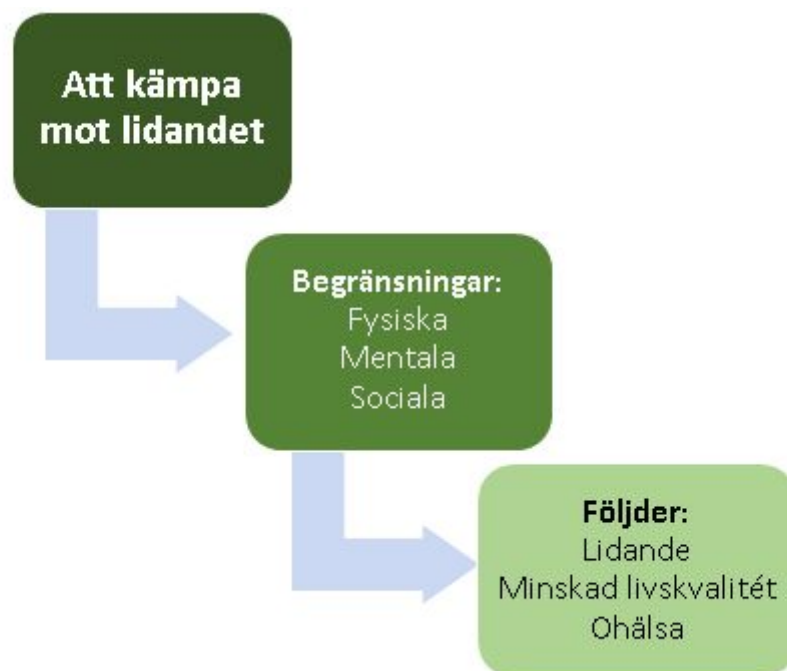 Att kämpa
mot lidandet
Begränsningar:
Fysiska
Mentala
Sociala
Följder:
Lidande
Minskad livskvalitét
Ohälsa